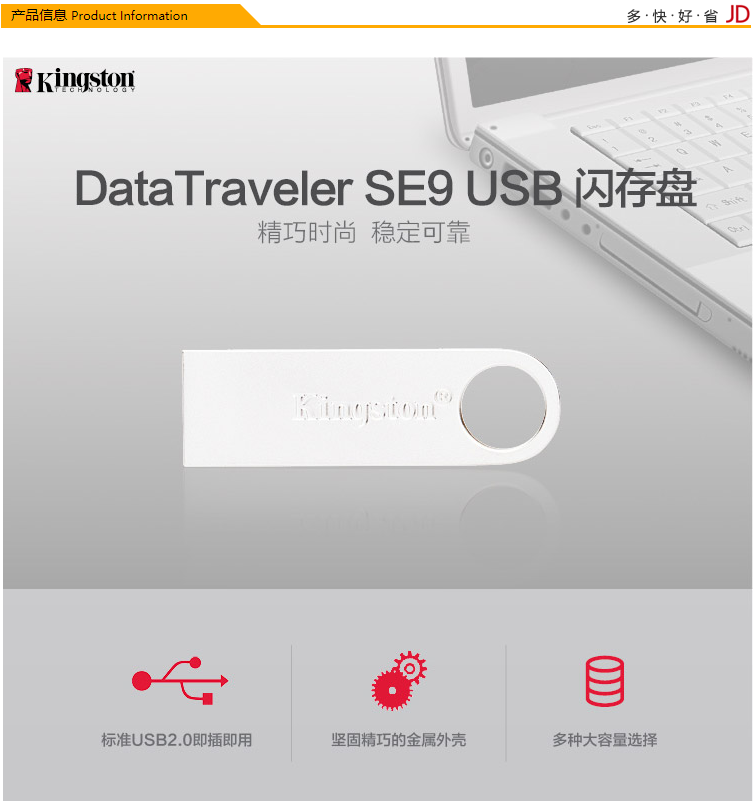 产品信息 Product Information
多·快·好·省 JD
Kingston
TECHNOLOGY
DataTraveler SE9 USB 闪存盘
精巧时尚 稳定可靠
Kingston®
标准USB2.0即插即用
坚固精巧的金属外壳
多种大容量选择